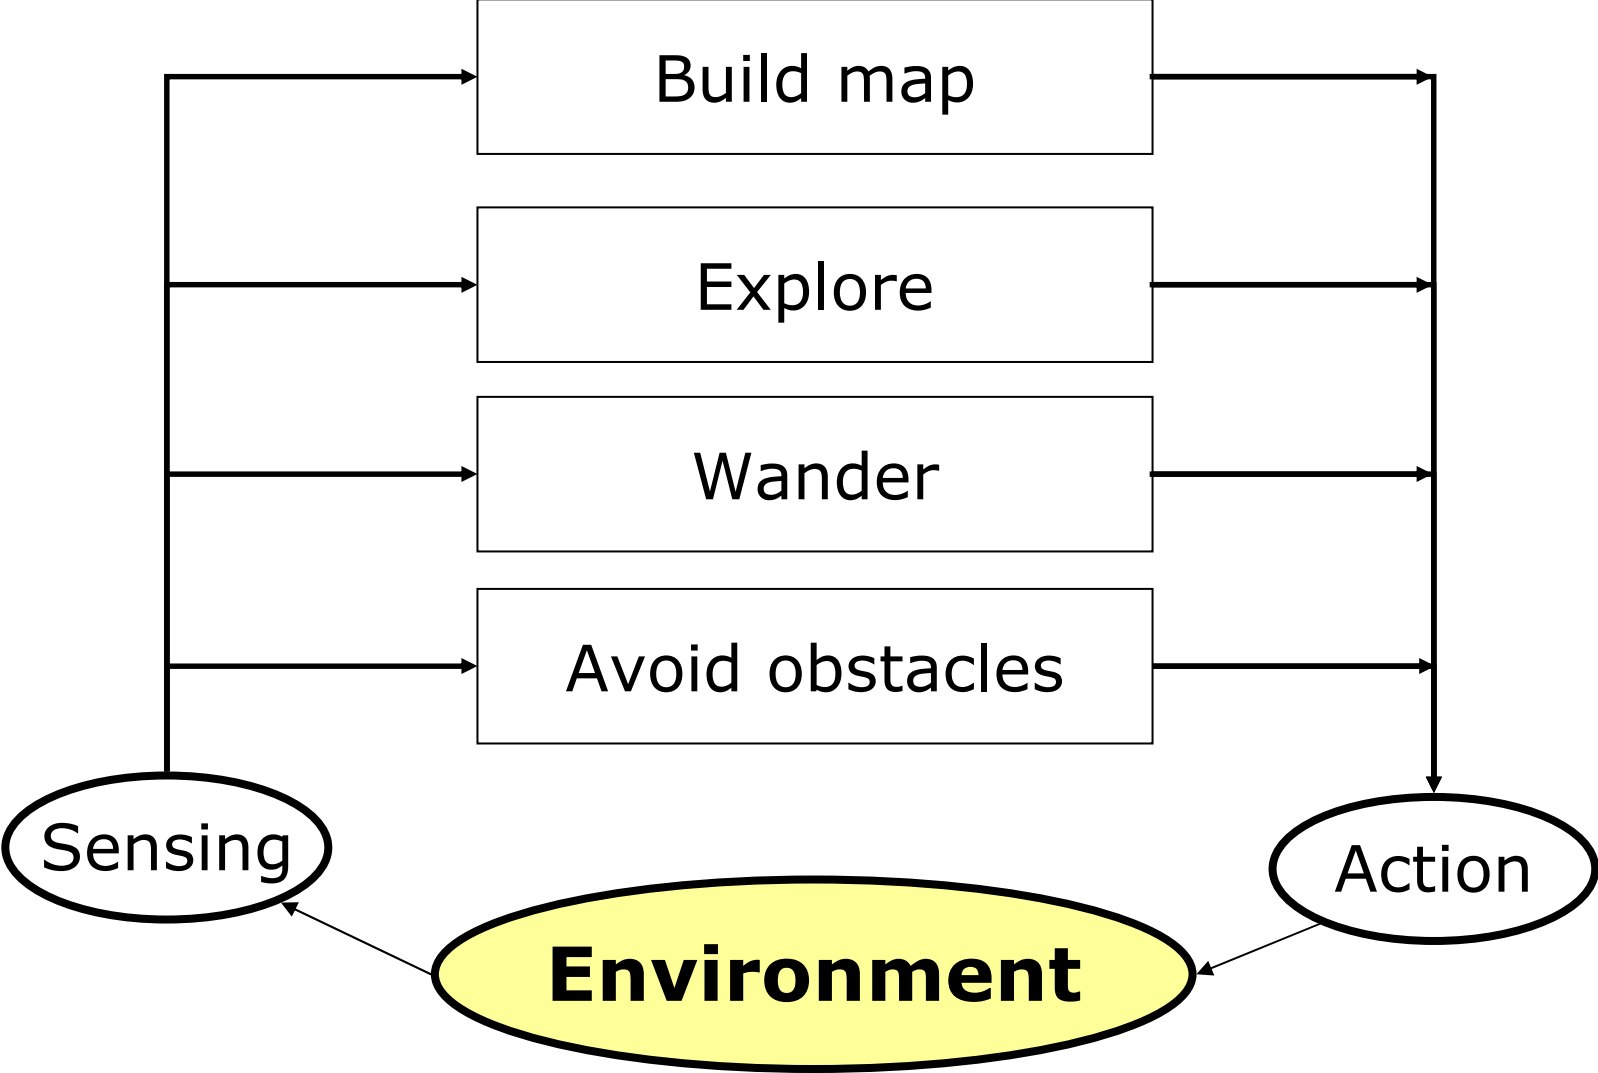 Build map
Explore
Wander
Avoid obstacles
Sensing
Action
Environment